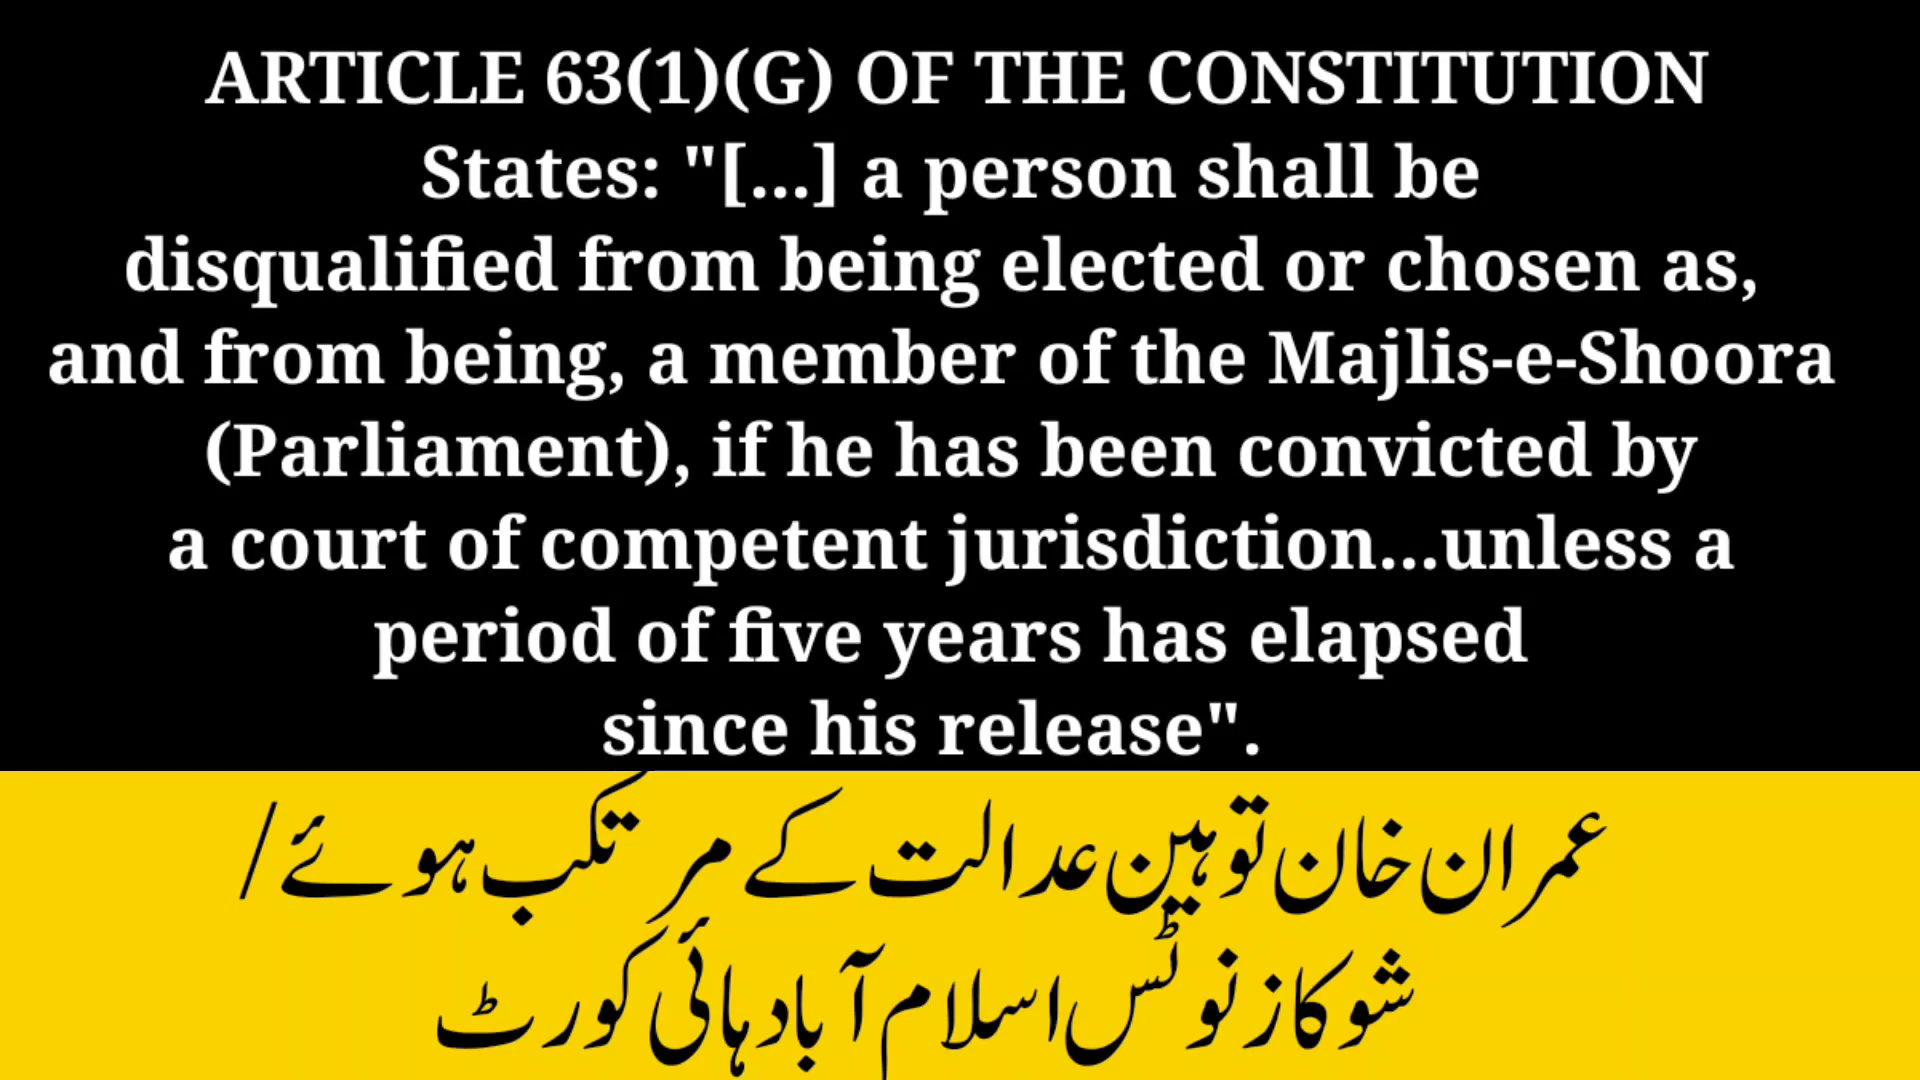 ARTICLE 63(1)(G) OF THE CONSTITUTION
States: "[...] a person shall be
disqualified from being elected or chosen as,
and from being, a member of the Majlis-e-Shoora
(Parliament), if he has been convicted by
a court of competent jurisdiction...unless a
period of five years has elapsed
since his release".
عمران خان توہین عدالت کے مرتکب ہوئے/
شوکاز نوٹس اسلام آباد ہائی کورٹ